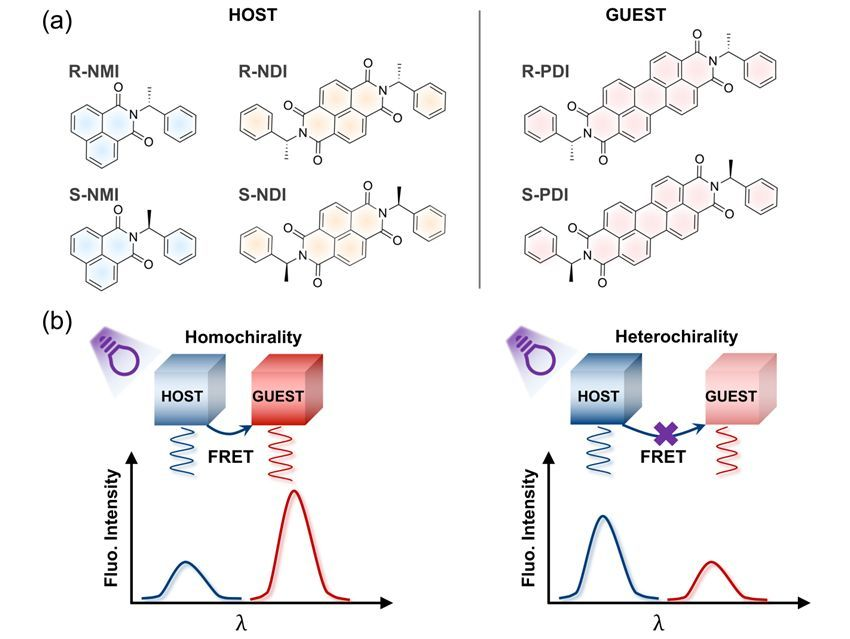 (a)
HOST
GUEST
R-NMI
R-NDI
R-PDI
O
N
O
O
N
O
O
N
O
O
N
O
O
N
O
S-NMI
S-NDI
S-PDI
O
N
O
O
N
O
O
N
O
O
N
O
O
N
O
(b)
Homochirality
HOST
GUEST
FRET
Fluo. Intensity
λ
Heterochirality
HOST
GUEST
FRET
Fluo. Intensity
λ